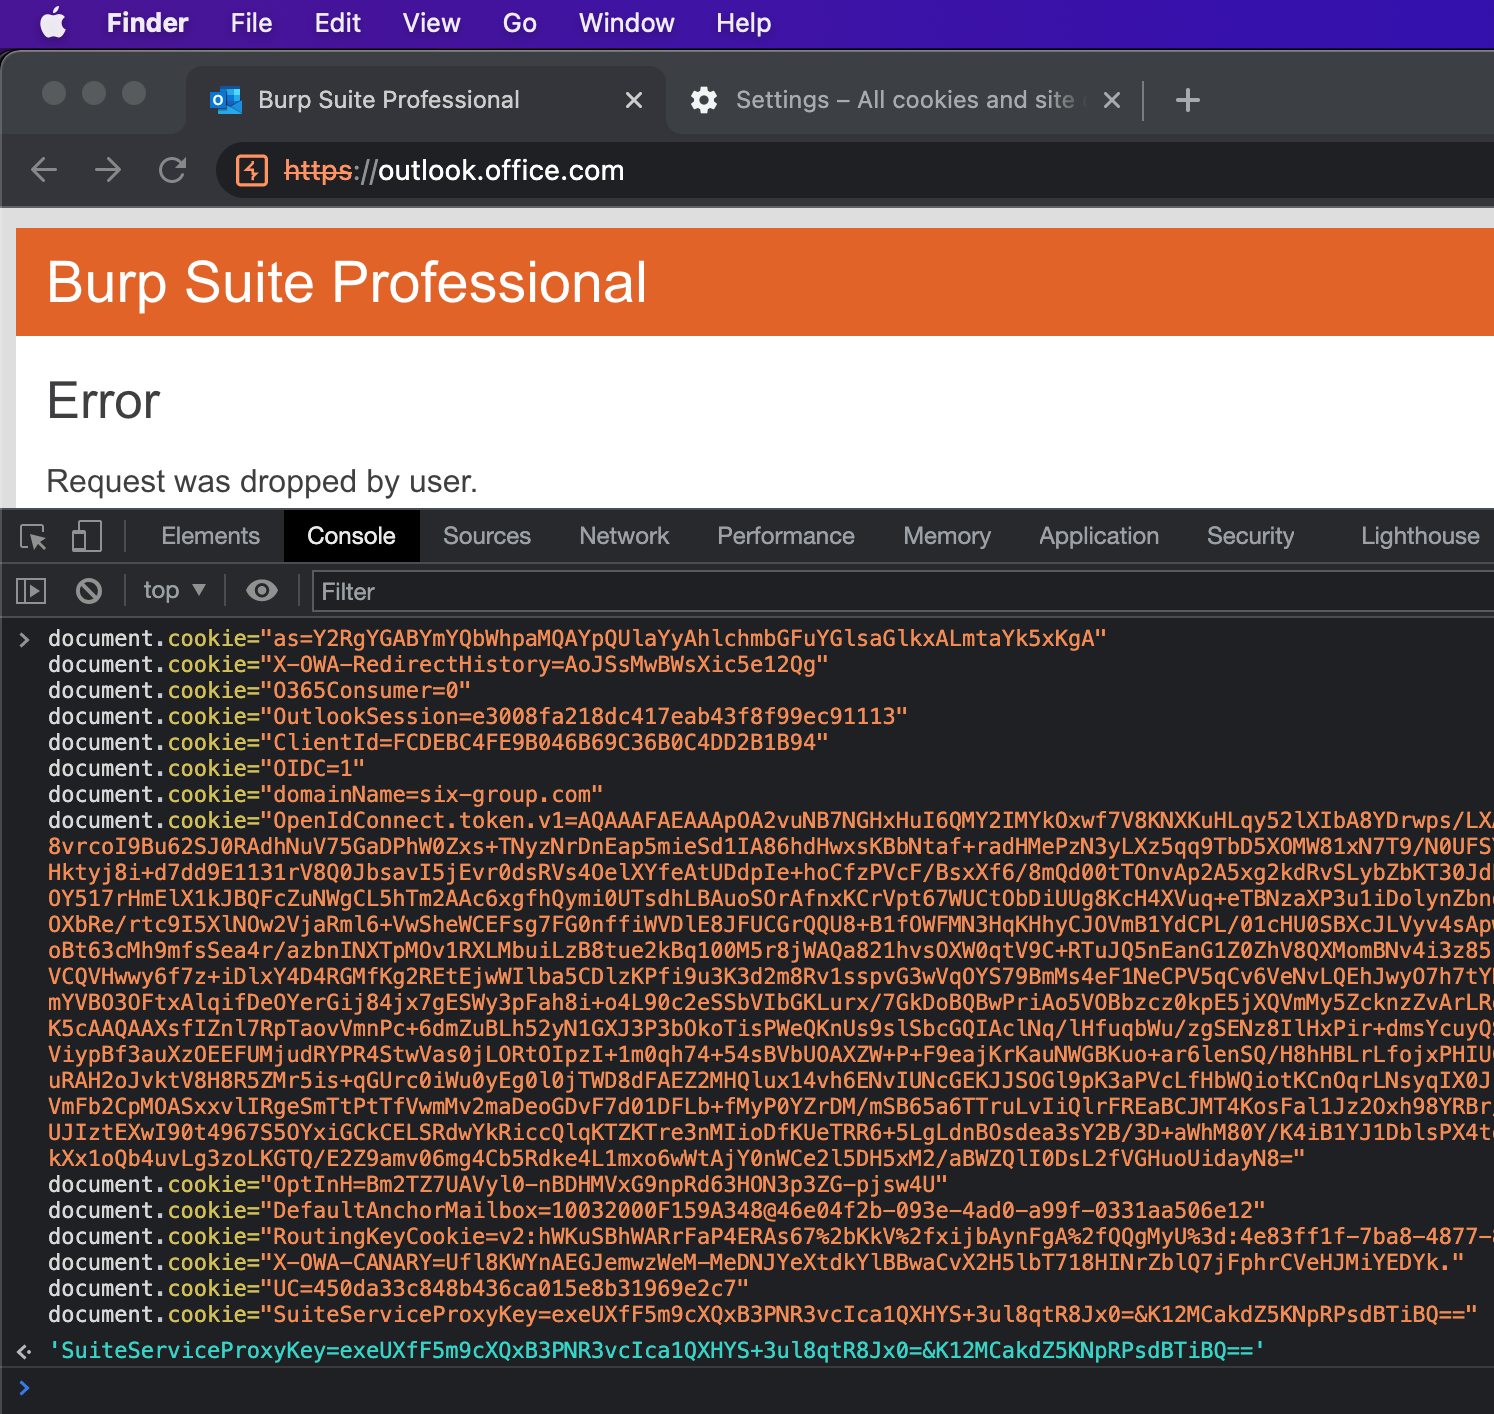 Finder File Edit View Go Window Help
Burp Suite Professional
Settings – All cookies and site
https://outlook.office.com
Burp Suite Professional
Error
Request was dropped by user.
Elements Console Sources Network Performance Memory Application Security Lighthouse
top
Filter
document.cookie="as=Y2RgYGABYmYQbWhpaMQAYpQUlaYyAhlchmbGFuYGlsaGlkxALmtaYk5xKgA"
document.cookie="X-OWA-RedirectHistory=AoJSsMwBWsXic5e12Qg"
document.cookie="O365Consumer=0"
document.cookie="OutlookSession=e3008fa218dc417eab43f8f99ec91113"
document.cookie="ClientId=FCDEBC4FE9B046B69C36B0C4DD2B1B94"
document.cookie="OIDC=1"
document.cookie="domainName=six-group.com"
document.cookie="OpenIdConnect.token.v1=AQAAAFAEAAApOA2vuNB7NGHxHuI6QMY2IMYkOxwf7V8KNXKuHLqy52lXIbA8YDrwps/LXA
8vrcoI9Bu62SJ0RAdhNuV75GaDPhW0Zxs+TNyzNrDnEap5mieSd1IA86hdHwxsKBbNtaf+radHMePzN3yLXz5qq9TbD5XOMW81xN7T9/N0UFSY
Hktyj8i+d7dd9E1131rV8Q0JbsavI5jEvr0dsRVs4OelXYfeAtUDdpIe+hoCfzPVcF/BsxXf6/8mQd00tTOnvAp2A5xg2kdRvSLybZbKT30Jd
OY517rHmElX1kJBQFcZuNWgCL5hTm2AAc6xgfhQymi0UTsdhLBAuoSOrAfnxKCrVpt67WUCtObDiUUg8KcH4XVuq+eTBNzaXP3u1iDolynZbn
OXbRe/rtc9I5XlNOw2VjaRml6+VwSheWCEFsg7FG0nffiWVDlE8JFUCGrQQU8+B1fOWFMN3HqKHhyCJOVmB1YdCPL/01cHU0SBXcJLVyv4sAp
oBt63cMh9mfsSea4r/azbnINXTpMOv1RXLMbuiLzB8tue2kBq100M5r8jWAQa821hvsOXW0qtV9C+RTuJQ5nEanG1Z0ZhV8QXMomBNv4i3z85
VCQVHwwy6f7z+iDlxY4D4RGMfKg2REtEjwWIlba5CDlzKPfi9u3K3d2m8Rv1sspvG3wVqOYS79BmMs4eF1NeCPV5qCv6VeNvLQEhJwyO7h7tY
mYVBO3OFtxAlqifDeOYerGij84jx7gESWy3pFah8i+o4L90c2eSSbVIbGKLurx/7GkDoBQBwPriAo5VOBbzcz0kpE5jXQVmMy5ZcknzZvArLR
K5cAAQAAXsfIZnl7RpTaovVmnPc+6dmZuBLh52yN1GXJ3P3bOkoTisPWeQKnUs9slSbcGQIAclNq/lHfuqbWu/zgSENz8IlHxPir+dmsYcuyQ
ViypBf3auXzOEEFUMjudRYPR4StwVas0jLORtOIpzI+1m0qh74+54sBVbUOAXZW+P+F9eajKrKauNWGBKuo+ar6lenSQ/H8hHBLrLfojxPHIU
uRAH2oJvktV8H8R5ZMr5is+qGUrc0iWu0yEg0l0jTWD8dFAEZ2MHQlux14vh6ENvIUNcGEKJJSOGl9pK3aPVcLfHbWQiotKCnOqrLNsyqIX0J
VmFb2CpMOASxxvlIRgeSmTtPtTfVwmMv2maDeoGDvF7d01DFLb+fMyP0YZrDM/mSB65a6TTruLvIiQlrFREaBCJMT4KosFal1Jz2Oxh98YRBr
UJIztEXwI90t4967S5OYxiGCkCELSRdwYkRiccQlqKTZKTre3nMIioDfKUeTRR6+5LgLdnBOsdea3sY2B/3D+aWhM80Y/K4iB1YJ1DblsPX4t
kXx1oQb4uvLg3zoLKGTQ/E2Z9amv06mg4Cb5Rdke4L1mxo6wWtAjY0nWCe2l5DH5xM2/aBWZQlI0DsL2fVGHuoUidayN8="
document.cookie="OptInH=Bm2TZ7UAVyl0-nBDHMVxG9npRd63HON3p3ZG-pjsw4U"
document.cookie="DefaultAnchorMailbox=10032000F159A348@46e04f2b-093e-4ad0-a99f-0331aa506e12"
document.cookie="RoutingKeyCookie=v2:hWKuSBhWARrFaP4ERAs67%2bKkV%2fxijbAynFgA%2fQQgMyU%3d:4e83ff1f-7ba8-4877-
document.cookie="X-OWA-CANARY=Ufl8KWYnAEGJemwzWeM-MeDNJYeXtdkYlBBwaCvX2H5lbT718HINrZblQ7jFphrCVeHJMiYEDYk."
document.cookie="UC=450da33c848b436ca015e8b31969e2c7"
document.cookie="SuiteServiceProxyKey=exeUXfF5m9cXQxB3PNR3vcIca1QXHYS+3ul8qtR8Jx0=&K12MCakdZ5KNpRPsdBTiBQ=="
'SuiteServiceProxyKey=exeUXfF5m9cXQxB3PNR3vcIca1QXHYS+3ul8qtR8Jx0=&K12MCakdZ5KNpRPsdBTiBQ=='